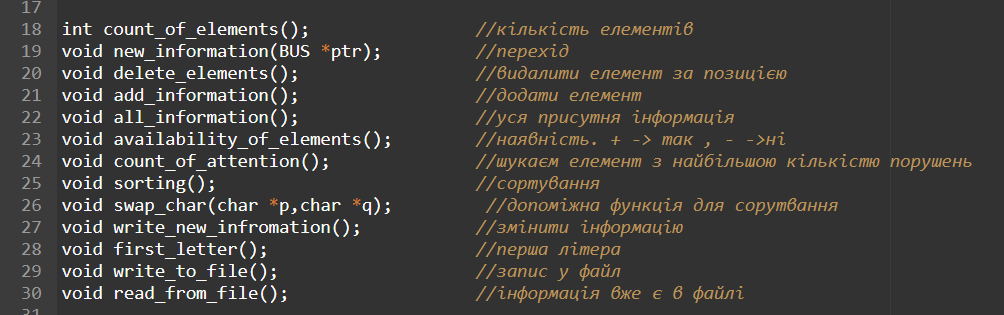 17
18 int count_of_elements(); //кількість елементів
19 void new_information(BUS *ptr); //перехід
20 void delete_elements(); //видалити елемент за позицією
21 void add_information(); //додати елемент
22 void all_information(); //уся присутня інформація
23 void availability_of_elements(); //наявність. + -> так , - ->ні
24 void count_of_attention(); //шукаєм елемент з найбільшою кількістю порушень
25 void sorting(); //сортування
26 void swap_char(char *p,char *q); //допоміжна функція для сорутвання
27 void write_new_infromation(); //змінити інформацію
28 void first_letter(); //перша літера
29 void write_to_file(); //запис у файл
30 void read_from_file(); //інформація вже є в файлі